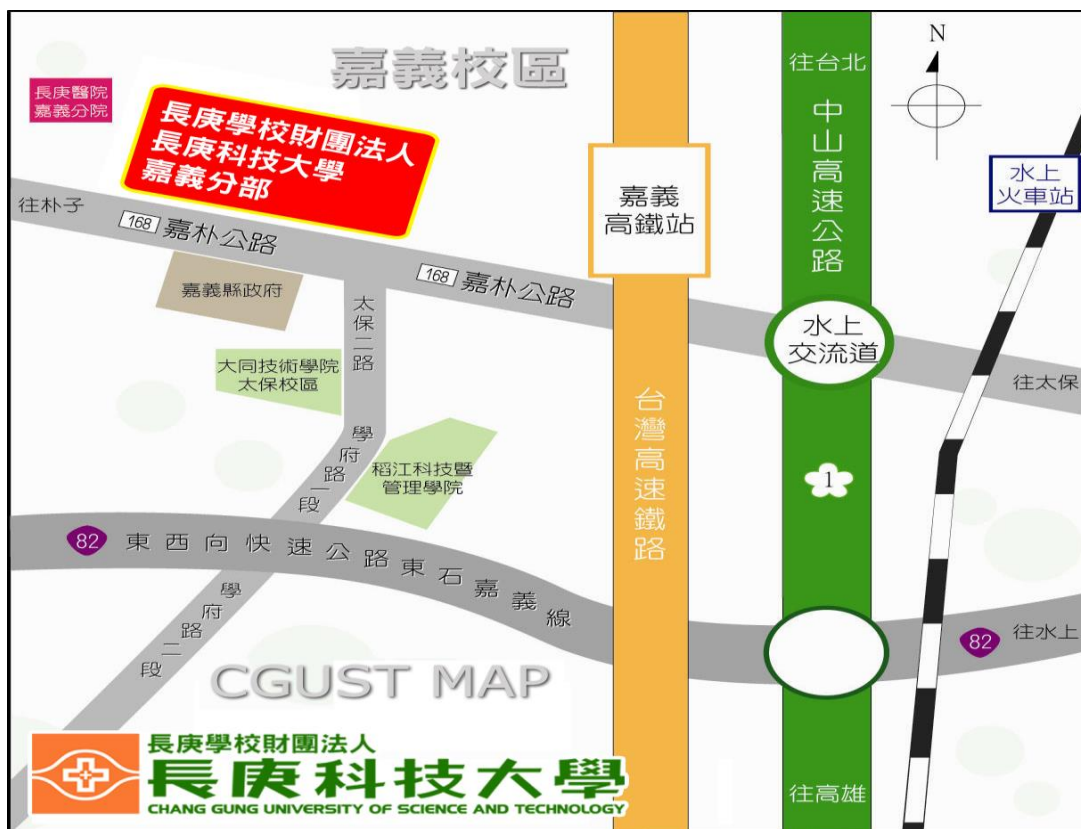 嘉義校區
N
往台北
長庚醫院
嘉義分院
長庚學校財團法人
長庚科技大學
嘉義分部
中山高速公路
水上
火車站
嘉義
高鐵站
往朴子
168 嘉朴公路
168 嘉朴公路
嘉義縣政府
太保二路
水上
交流道
大同技術學院
太保校區
往太保
台灣高速鐵路
學府路一段
稻江科技暨
管理學院
1
82 東西向快速公路東石嘉義線
學府路二段
82 往水上
CGUST MAP
長庚學校財團法人
長庚科技大學
CHANG GUNG UNIVERSITY OF SCIENCE AND TECHNOLOGY
往高雄